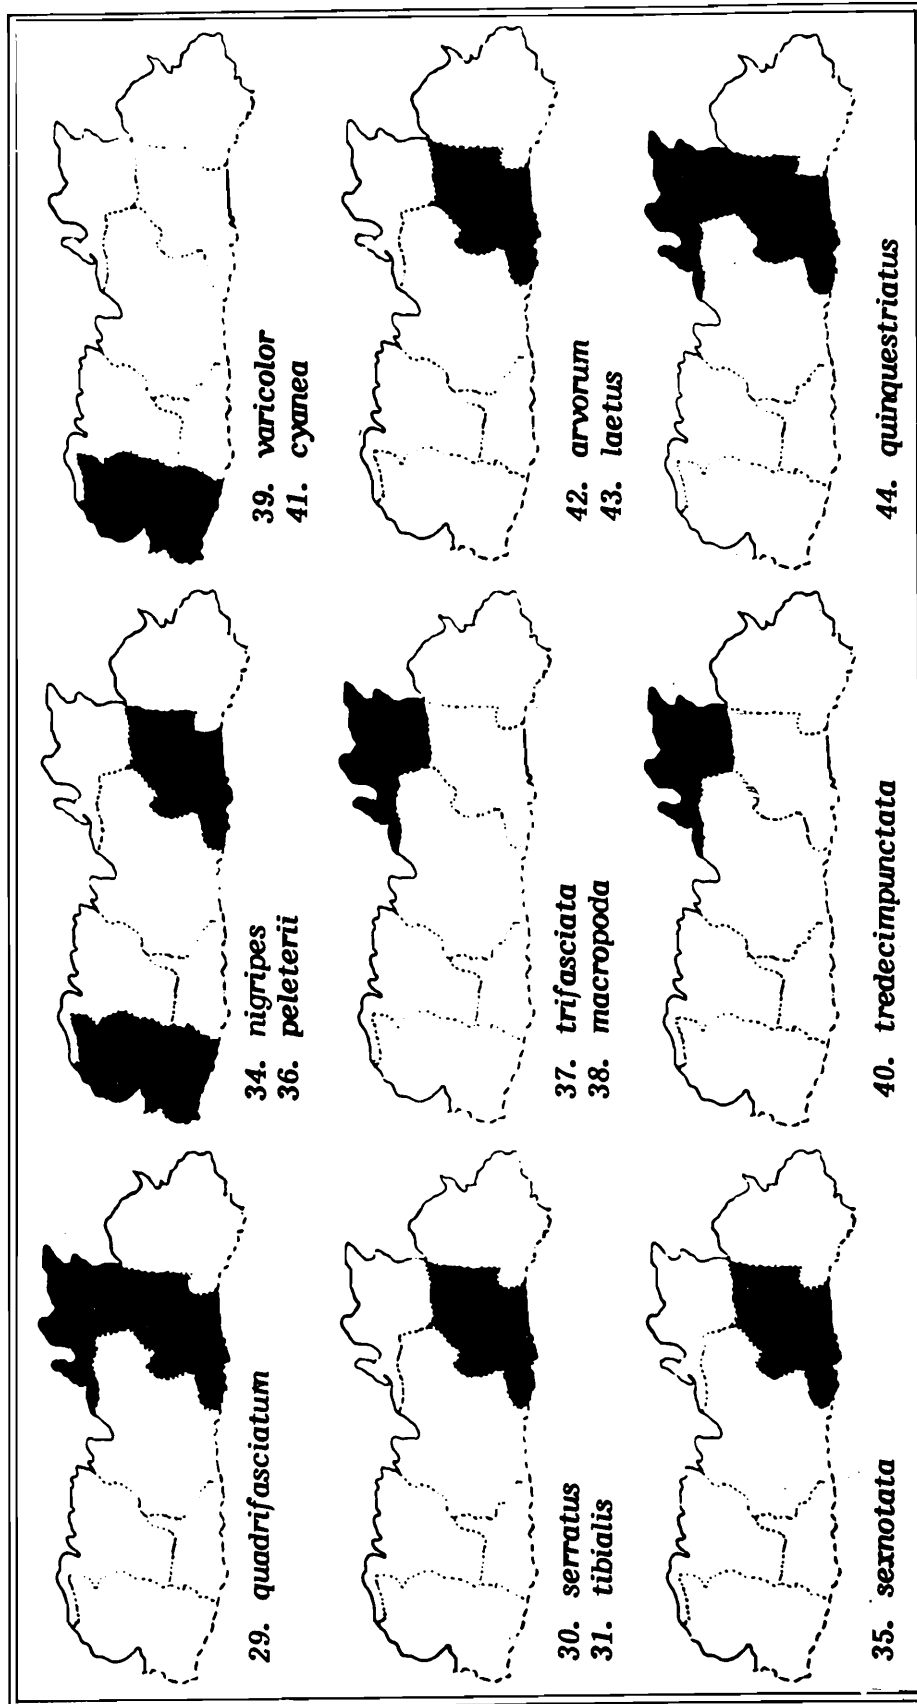 29. quadrifasciatum
34. nigripes
36. peleterii
39. varicolor
41. cyanea
30. serratus
31. tibialis
37. trifasciata
38. macropoda
42. arvorum
43. laetus
35. sexnotata
40. tredecimpunctata
44. quinquestriatus